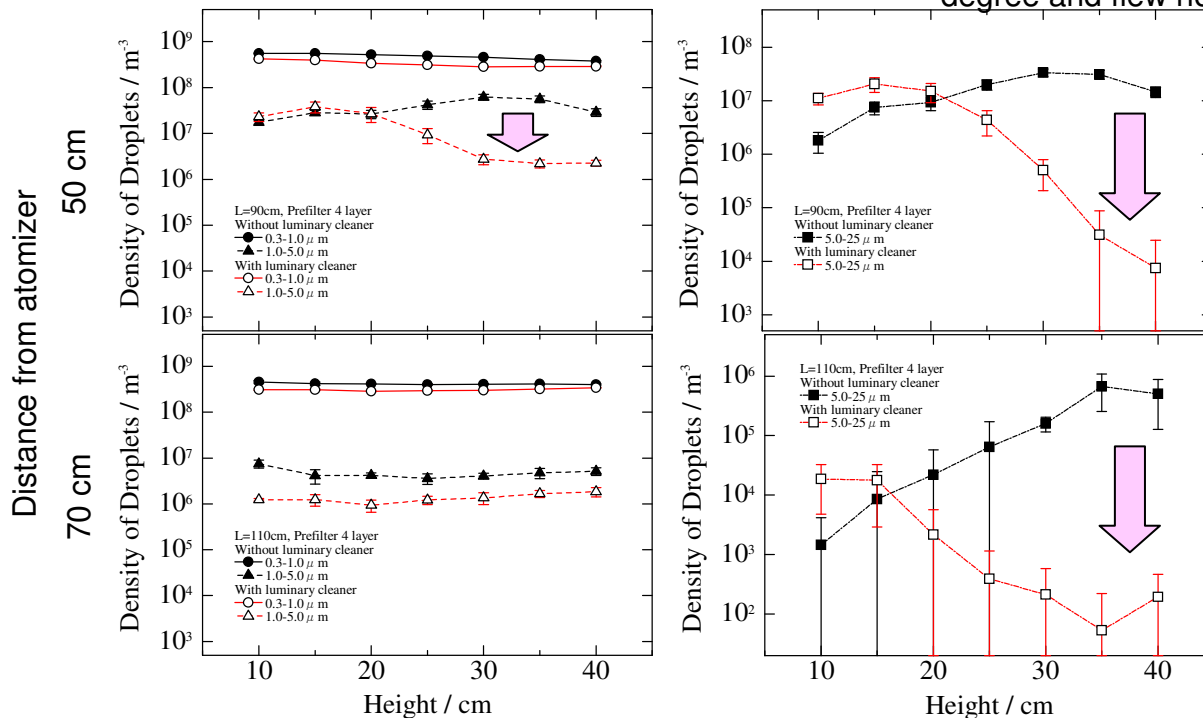 degree and flew ho
Distance from atomizer
50 cm
70 cm
Density of Droplets / m⁻³
10⁹
10⁸
10⁷
10⁶
10⁵
10⁴
10³
L=90cm, Prefilter 4 layer
Without luminary cleaner
0.3-1.0 μ m
1.0-5.0 μ m
With luminary cleaner
0.3-1.0 μ m
1.0-5.0 μ m
Density of Droplets / m⁻³
10⁸
10⁷
10⁶
10⁵
10⁴
10³
L=90cm, Prefilter 4 layer
Without luminary cleaner
5.0-25 μ m
With luminary cleaner
5.0-25 μ m
Density of Droplets / m⁻³
10⁹
10⁸
10⁷
10⁶
10⁵
10⁴
10³
L=110cm, Prefilter 4 layer
Without luminary cleaner
0.3-1.0 μ m
1.0-5.0 μ m
With luminary cleaner
0.3-1.0 μ m
1.0-5.0 μ m
10 20 30 40
Height / cm
Density of Droplets / m⁻³
10⁶
10⁵
10⁴
10³
10²
L=110cm, Prefilter 4 layer
Without luminary cleaner
5.0-25 μ m
With luminary cleaner
5.0-25 μ m
10 20 30 40
Height / cm